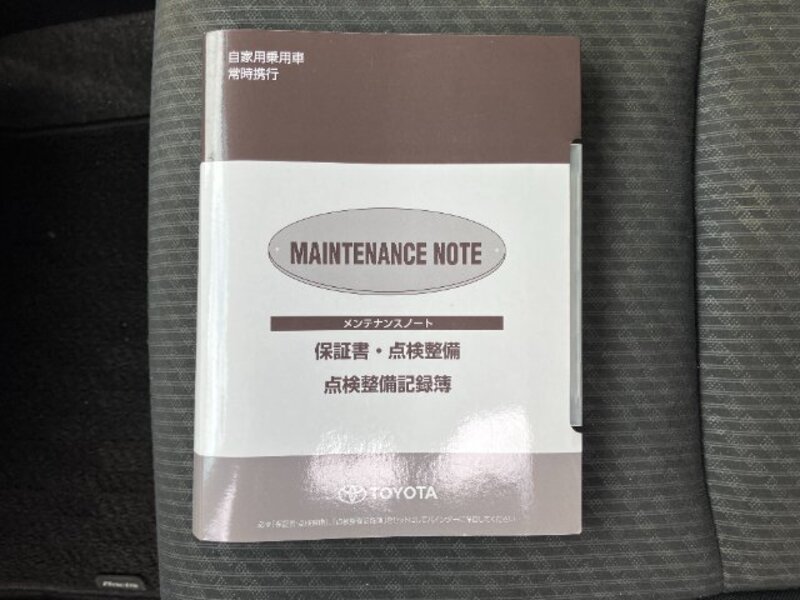 自家用乗用車
常時携行
MAINTENANCE NOTE
メンテナンスノート
保証書・点検整備
点検整備記録簿
TOYOTA